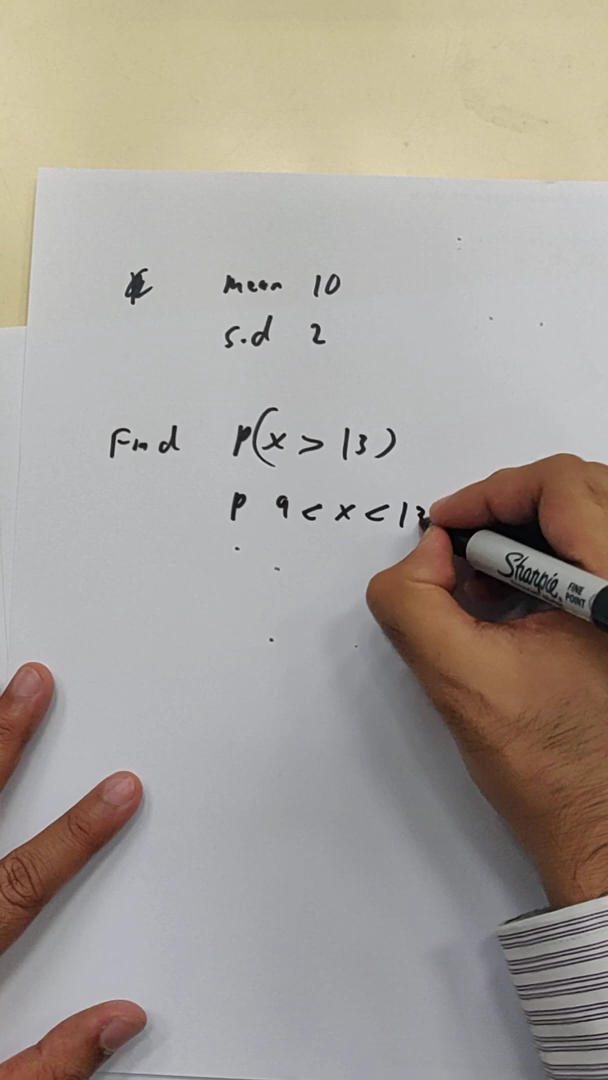 mean 10
s.d 2
Find P(x > 13)
P 9 < x < 13
Sharpie. FINE POINT